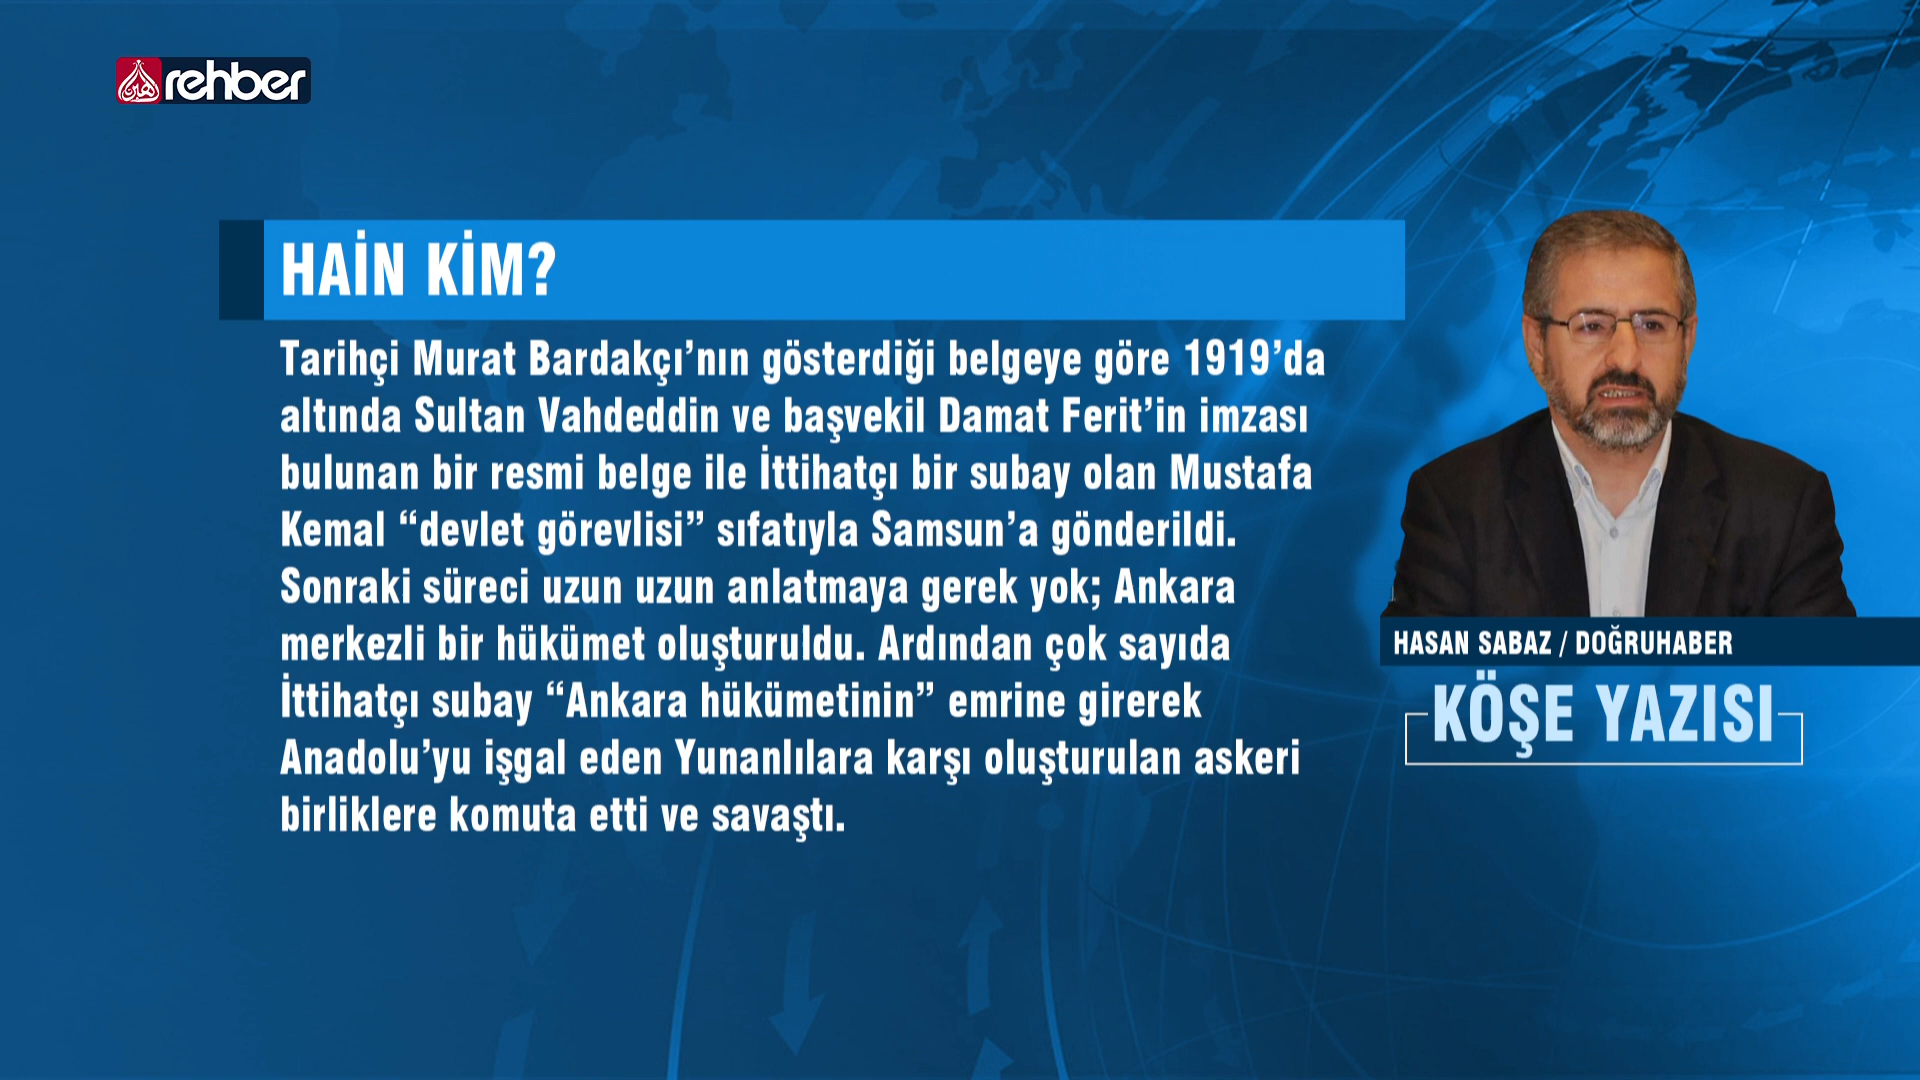 rehber
HAİN KİM?
Tarihçi Murat Bardakçı’nın gösterdiği belgeye göre 1919’da
altında Sultan Vahdeddin ve başvekil Damat Ferit’in imzası
bulunan bir resmi belge ile İttihatçı bir subay olan Mustafa
Kemal “devlet görevlisi” sıfatıyla Samsun’a gönderildi.
Sonraki süreci uzun uzun anlatmaya gerek yok; Ankara
merkezli bir hükümet oluşturuldu. Ardından çok sayıda
İttihatçı subay “Ankara hükümetinin” emrine girerek
Anadolu’yu işgal eden Yunanlılara karşı oluşturulan askeri
birliklere komuta etti ve savaştı.
HASAN SABAZ / DOĞRUHABER
KÖŞE YAZISI